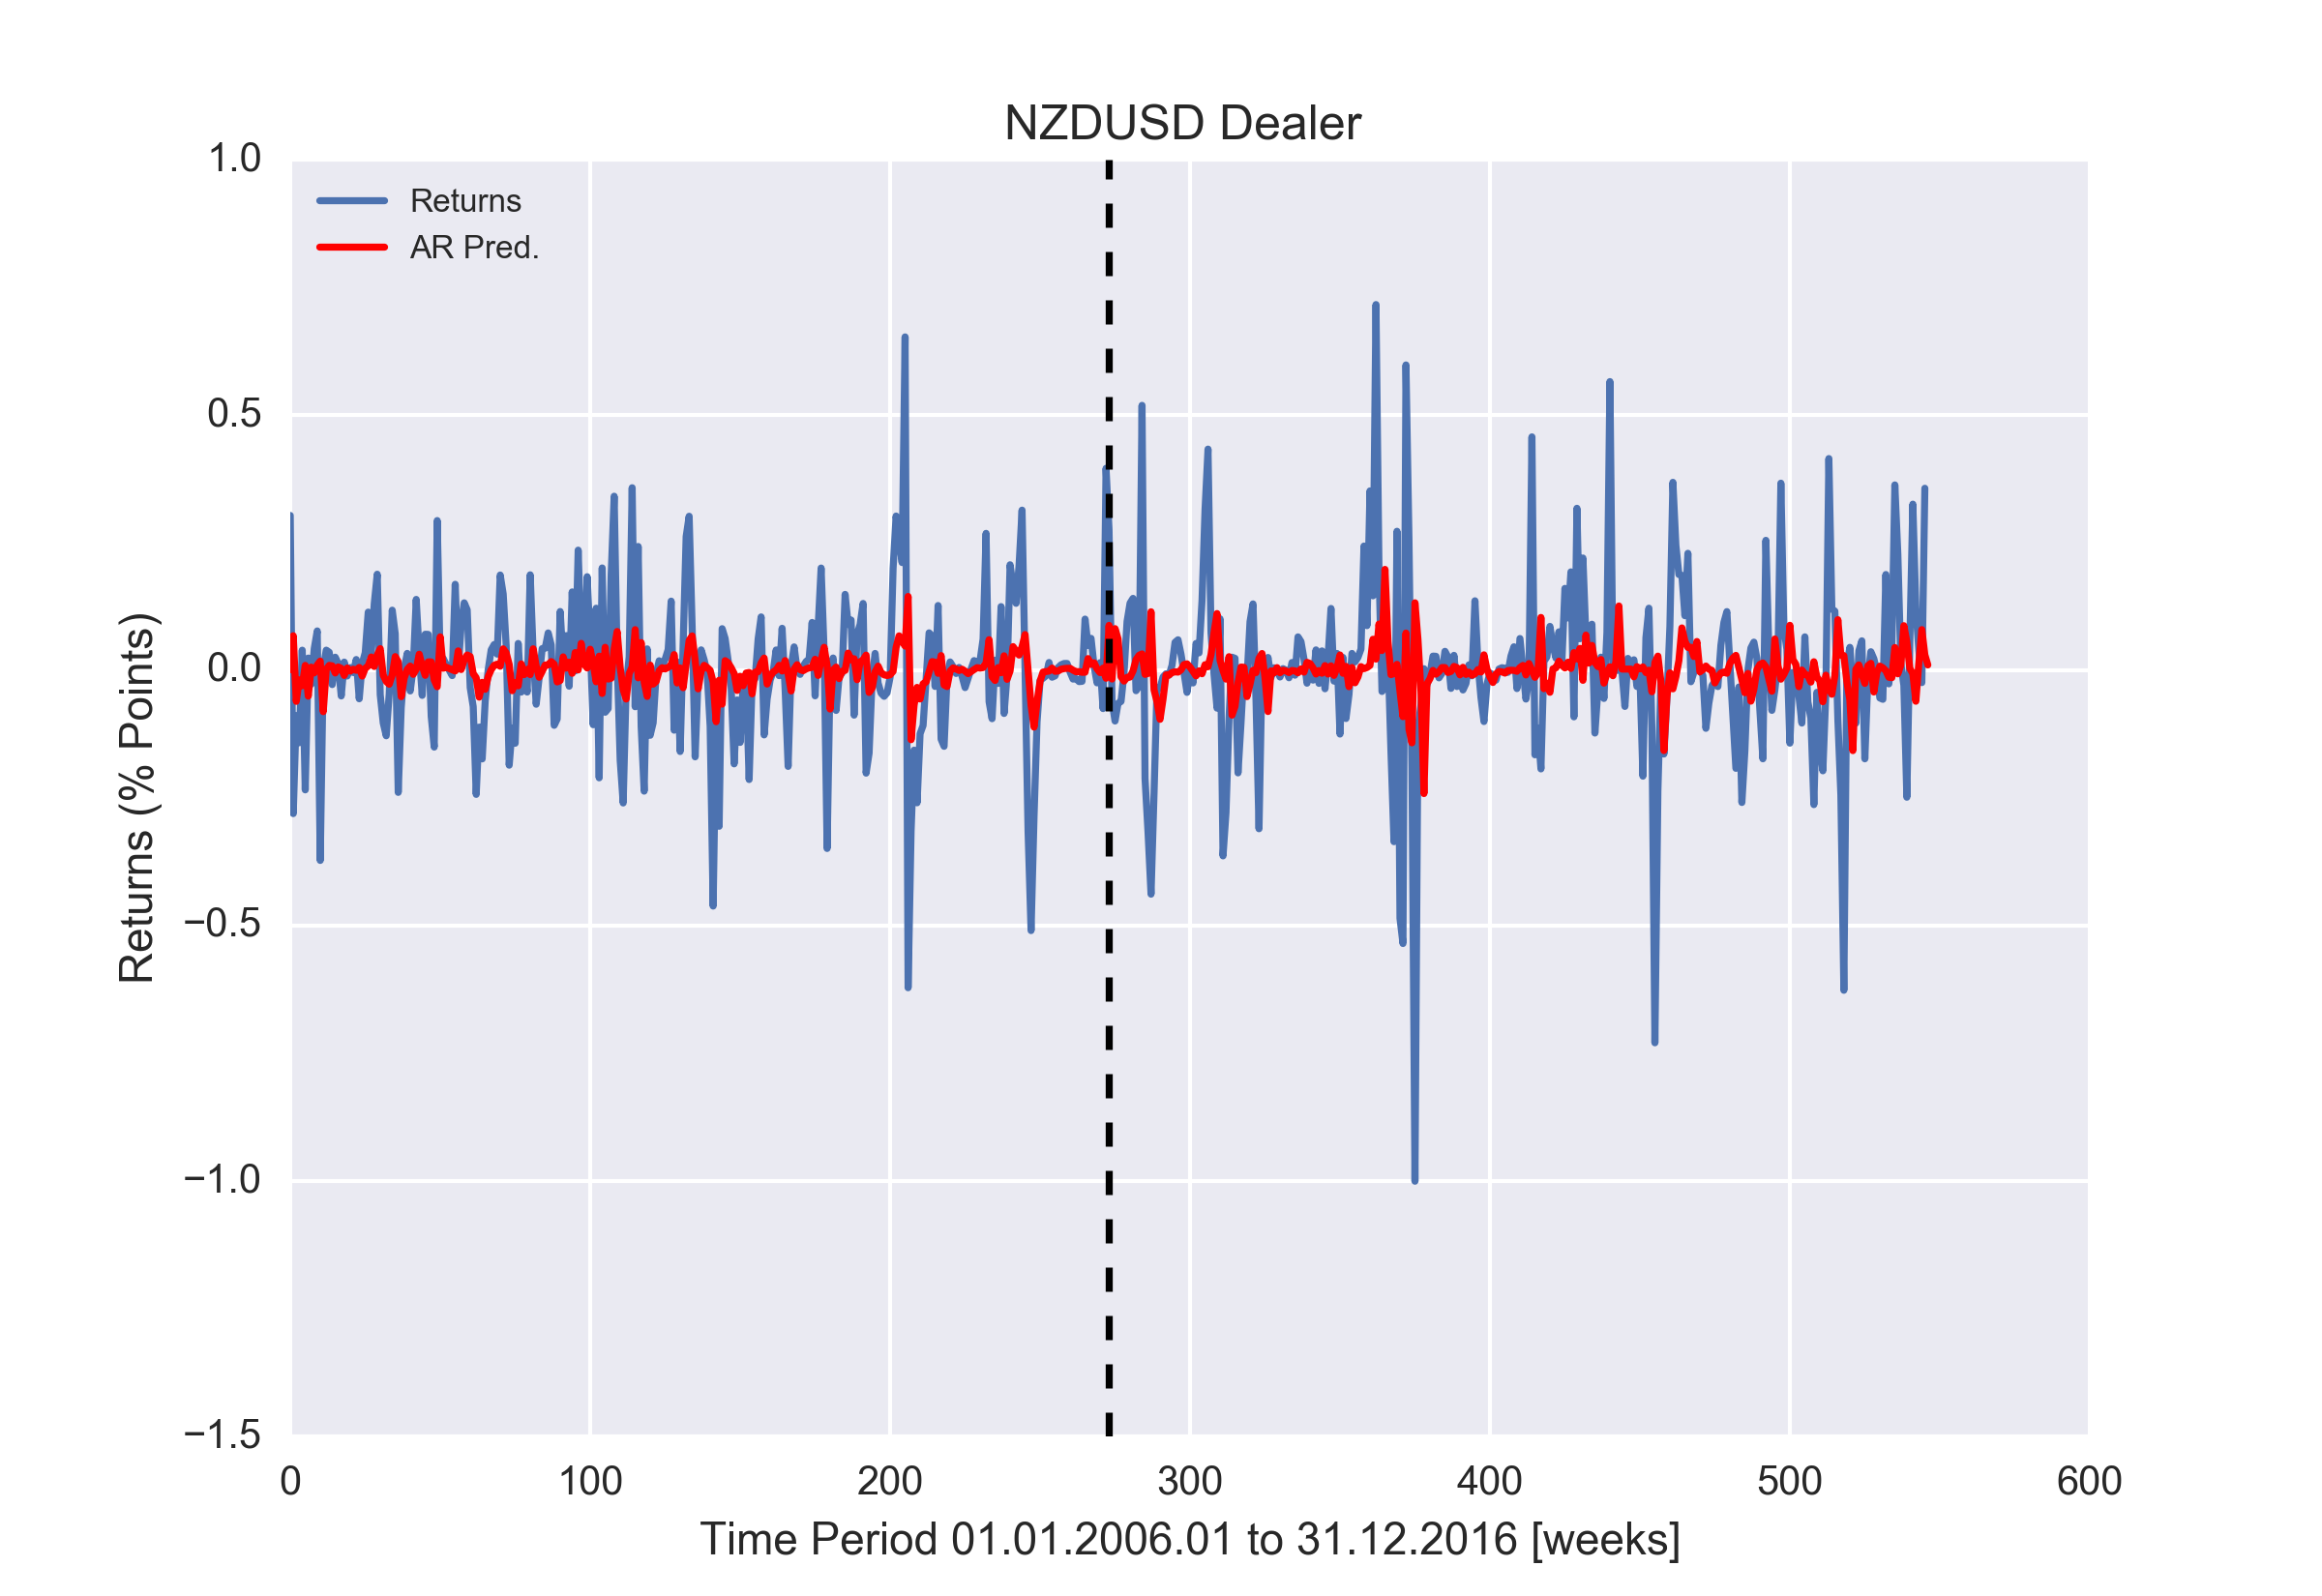 NZDUSD Dealer
1.0
Returns
AR Pred.
0.5
0.0
−0.5
−1.0
−1.5
Returns (% Points)
0 100 200 300 400 500 600
Time Period 01.01.2006.01 to 31.12.2016 [weeks]